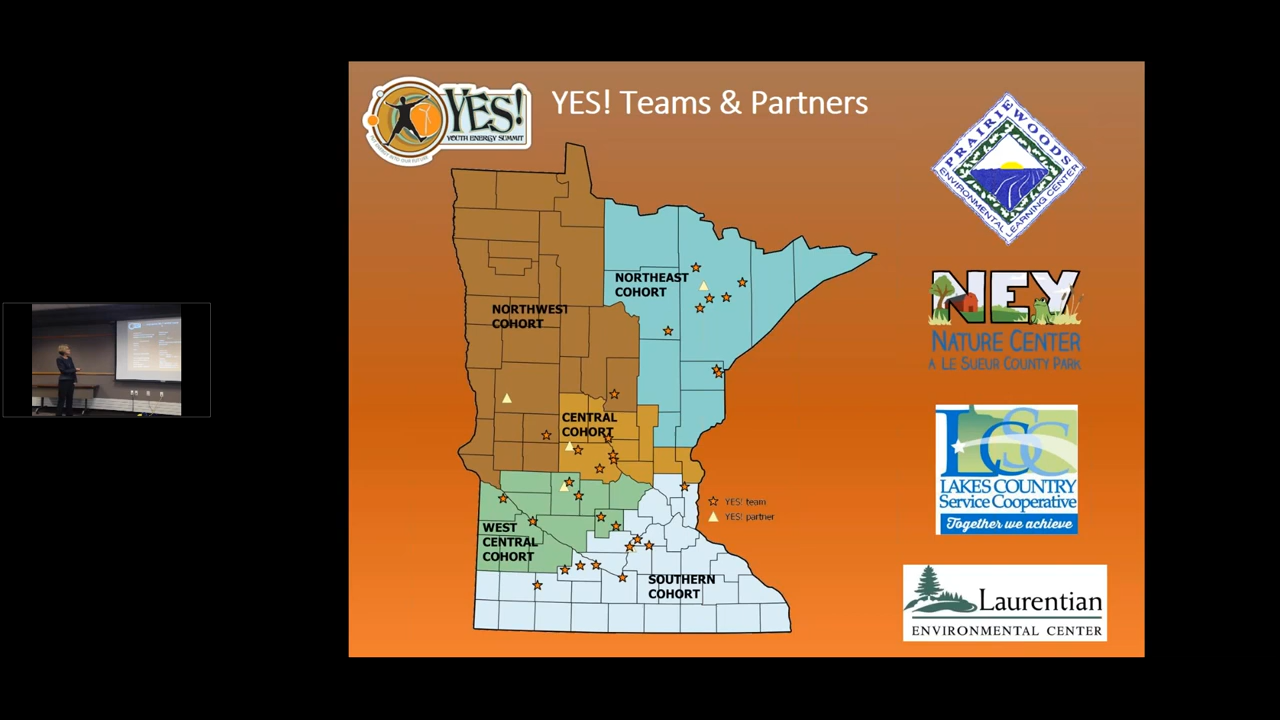 YES!
YOUTH ENERGY SUMMIT
YES! Teams & Partners
PRAIRIE WOODS
ENVIRONMENTAL LEARNING CENTER
NORTHEAST
COHORT
NORTHWEST
COHORT
NEY
NATURE CENTER
A LE SUEUR COUNTY PARK
CENTRAL
COHORT
LCSC
LAKES COUNTRY
Service Cooperative
Together we achieve
YES! team
YES! partner
WEST
CENTRAL
COHORT
SOUTHERN
COHORT
Laurentian
ENVIRONMENTAL CENTER